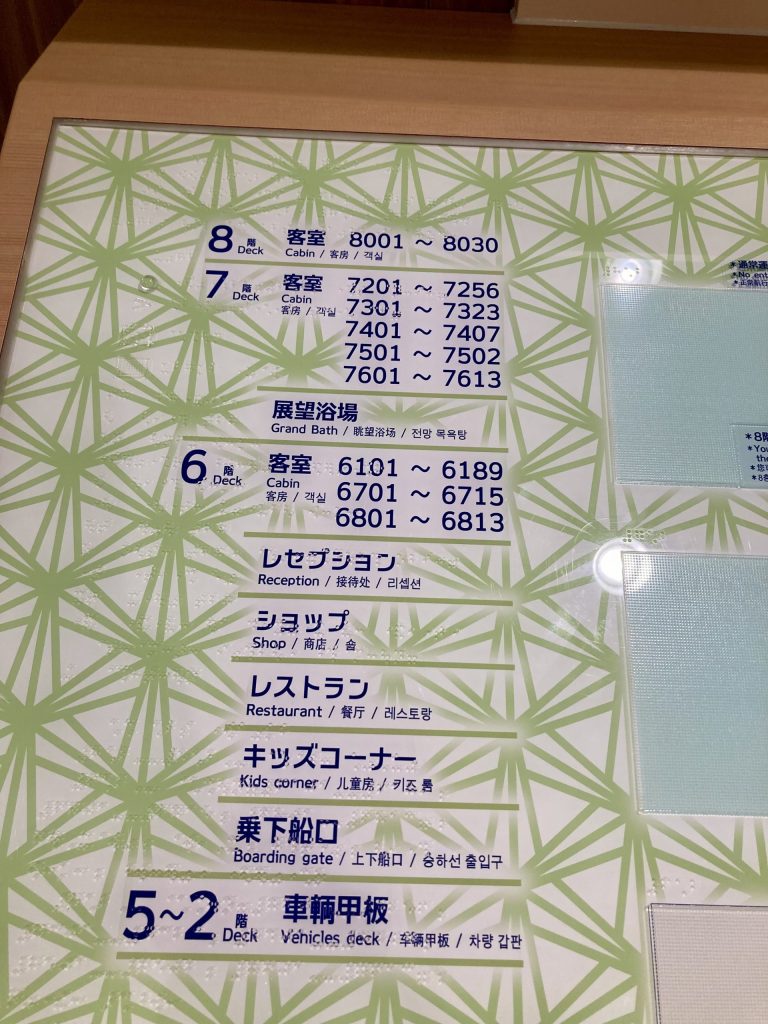 8 階 Deck 客室 8001 ～ 8030
Cabin / 客房 / 객실
7 階 Deck 客室 7201 ～ 7256
Cabin 7301 ～ 7323
客房 / 객실
7401 ～ 7407
7501 ～ 7502
7601 ～ 7613
展望浴場
Grand Bath / 眺望浴场 / 전망 목욕탕
6 階 Deck 客室 6101 ～ 6189
Cabin
客房 / 객실 6701 ～ 6715
6801 ～ 6813
レセプション
Reception / 接待处 / 리셉션
ショップ
Shop / 商店 / 숍
レストラン
Restaurant / 餐厅 / 레스토랑
キッズコーナー
Kids corner / 儿童房 / 키즈 룸
乗下船口
Boarding gate / 上下船口 / 승하선 출입구
5～2 階 Deck 車輌甲板
Vehicles deck / 车辆甲板 / 차량 갑판
*No ent
*8階
*You
the